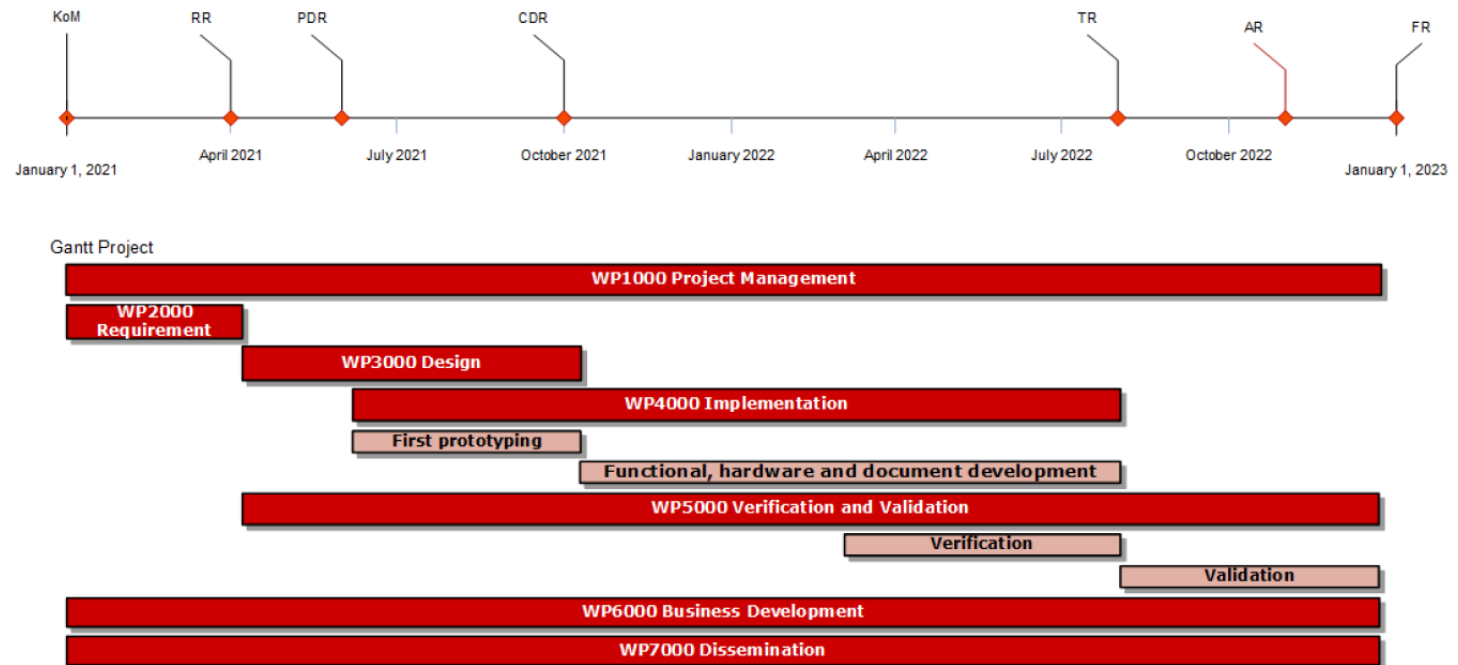 KoM
RR
PDR
CDR
TR
AR
FR
January 1, 2021
April 2021
July 2021
October 2021
January 2022
April 2022
July 2022
October 2022
January 1, 2023
Gantt Project
WP1000 Project Management
WP2000
Requirement
WP3000 Design
WP4000 Implementation
First prototyping
Functional, hardware and document development
WP5000 Verification and Validation
Verification
Validation
WP6000 Business Development
WP7000 Dissemination